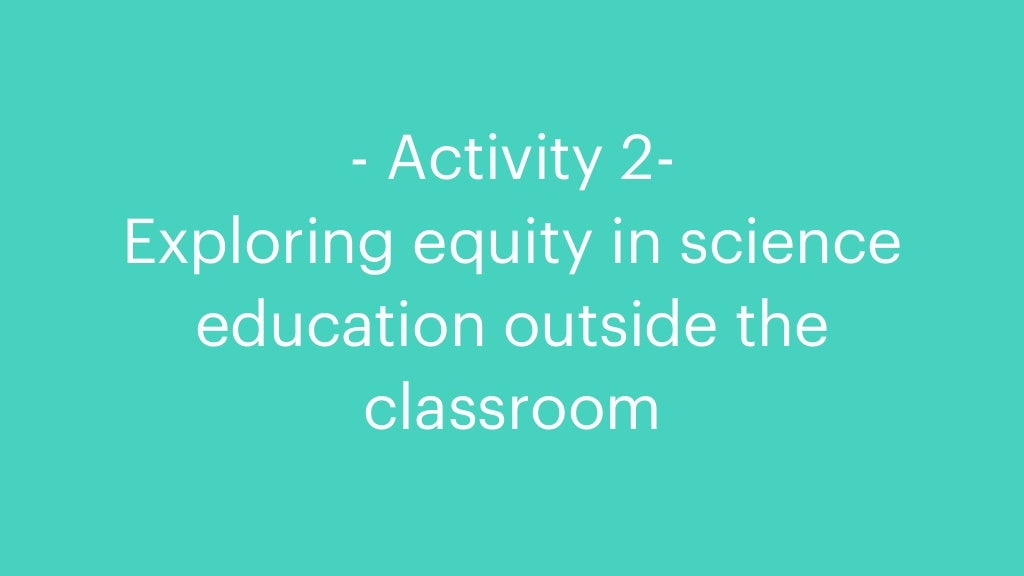 - Activity 2-
Exploring equity in science
education outside the
classroom